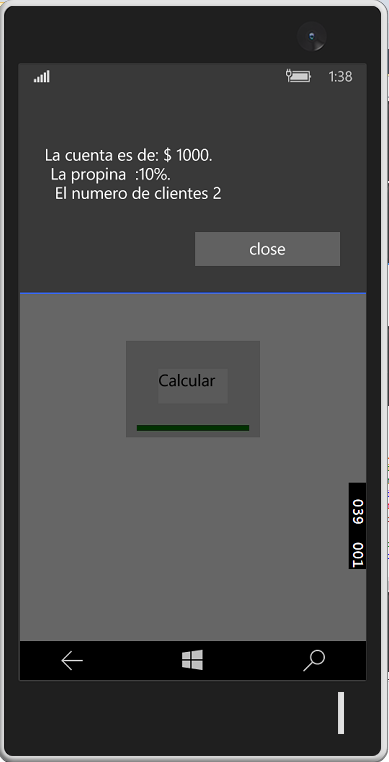 1:38
La cuenta es de: $ 1000.
La propina  :10%.
El numero de clientes 2
close
Calcular
039 001